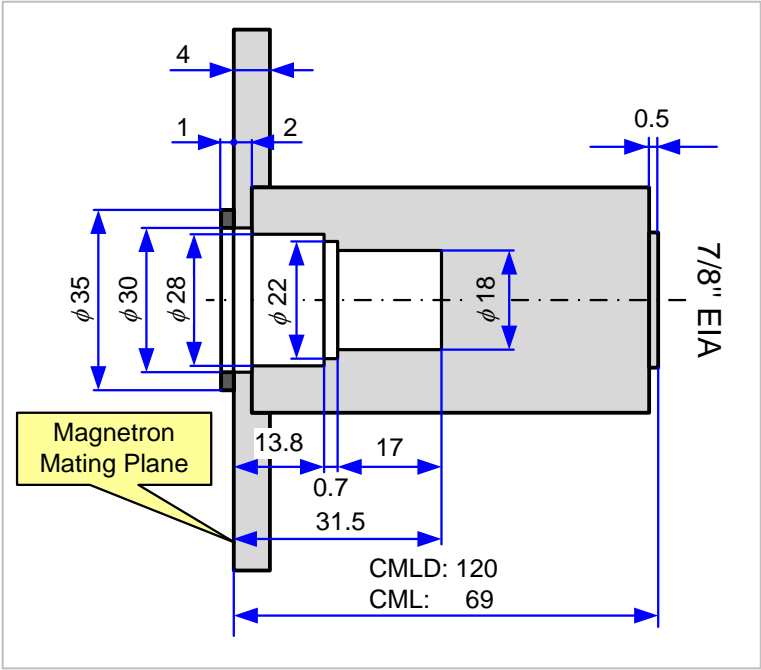 4
1
2
0.5
ϕ35
ϕ30
ϕ28
ϕ22
ϕ18
7/8" EIA
Magnetron
Mating Plane
13.8
17
0.7
31.5
CMLD: 120
CML: 69